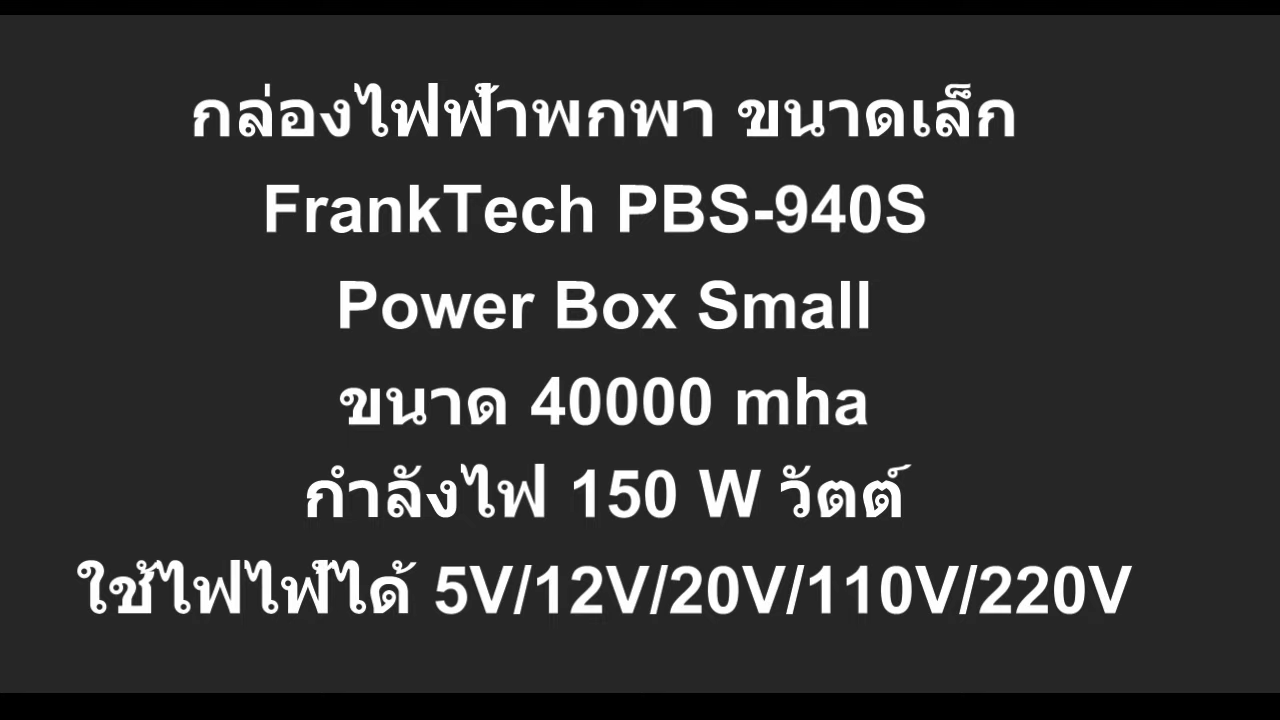 กล่องไฟฟ้าพกพา ขนาดเล็ก
FrankTech PBS-940S
Power Box Small
ขนาด 40000 mha
กำลังไฟ 150 W วัตต์
ใช้ไฟไฟ้ได้ 5V/12V/20V/110V/220V